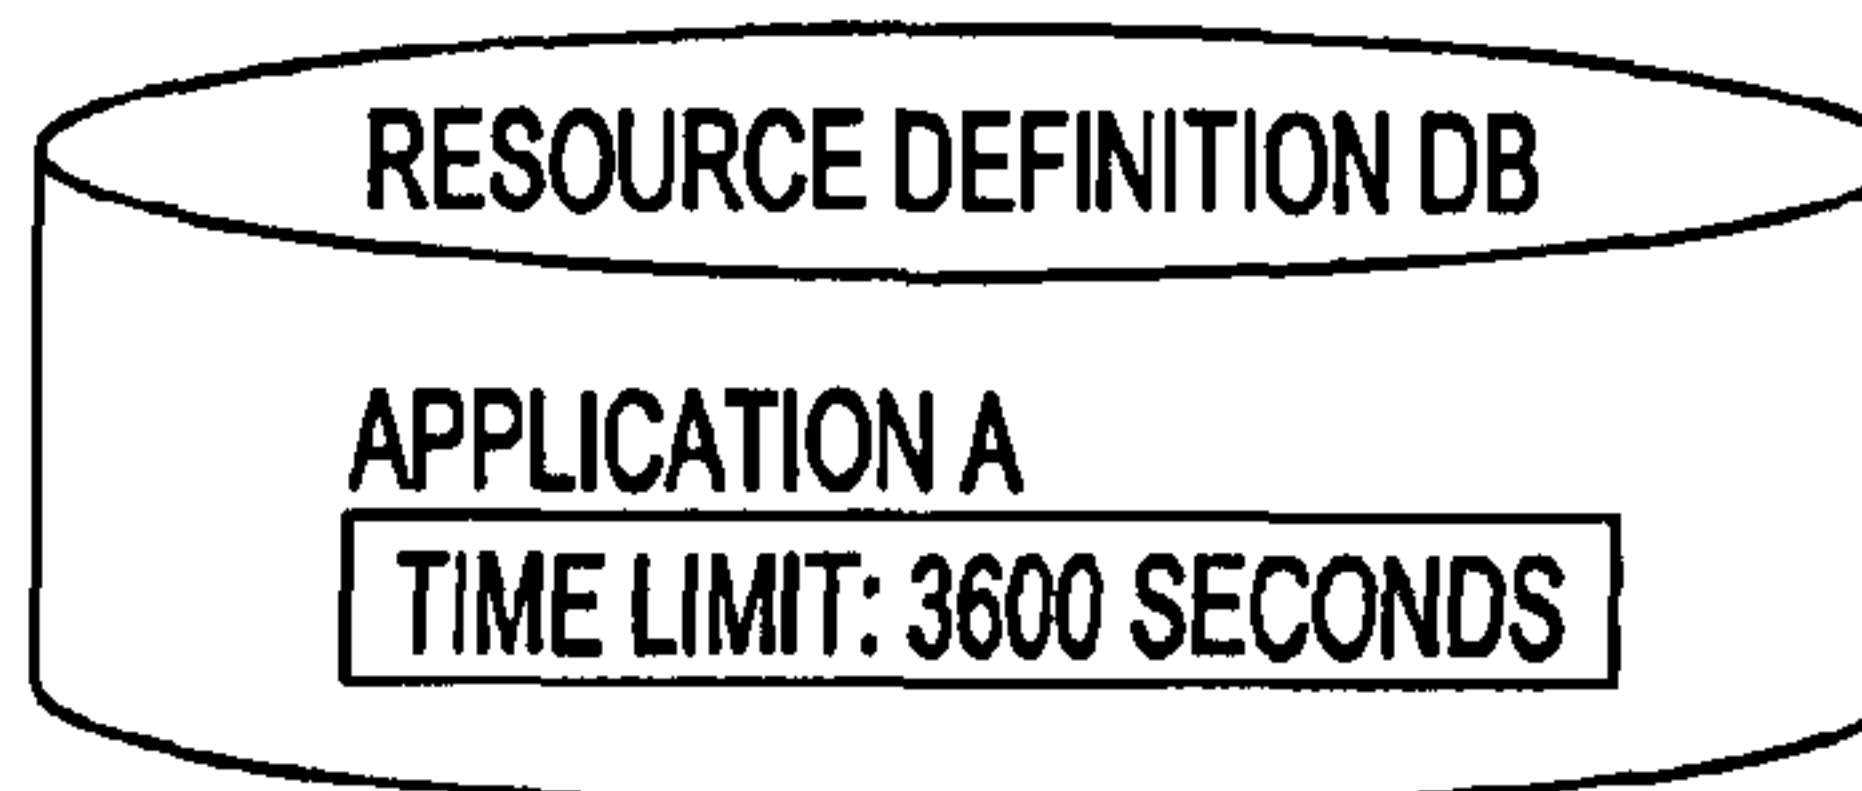 RESOURCE DEFINITION DB
APPLICATION A
TIME LIMIT: 3600 SECONDS